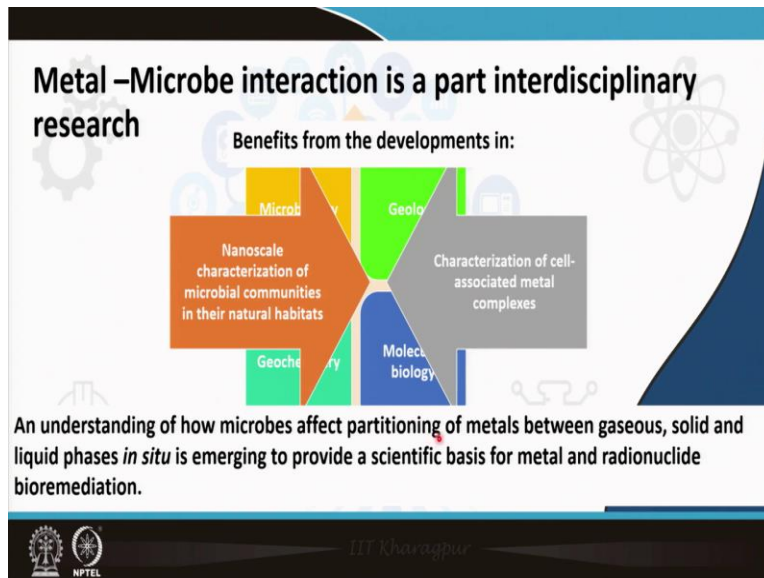 Metal –Microbe interaction is a part interdisciplinary
research
Benefits from the developments in:
Nanoscale
characterization of
microbial communities
in their natural habitats
Characterization of cell-
associated metal
complexes
biology
An understanding of how microbes affect partitioning of metals between gaseous, solid and
liquid phases in situ is emerging to provide a scientific basis for metal and radionuclide
bioremediation.
IIT Kharagpur
NPTEL